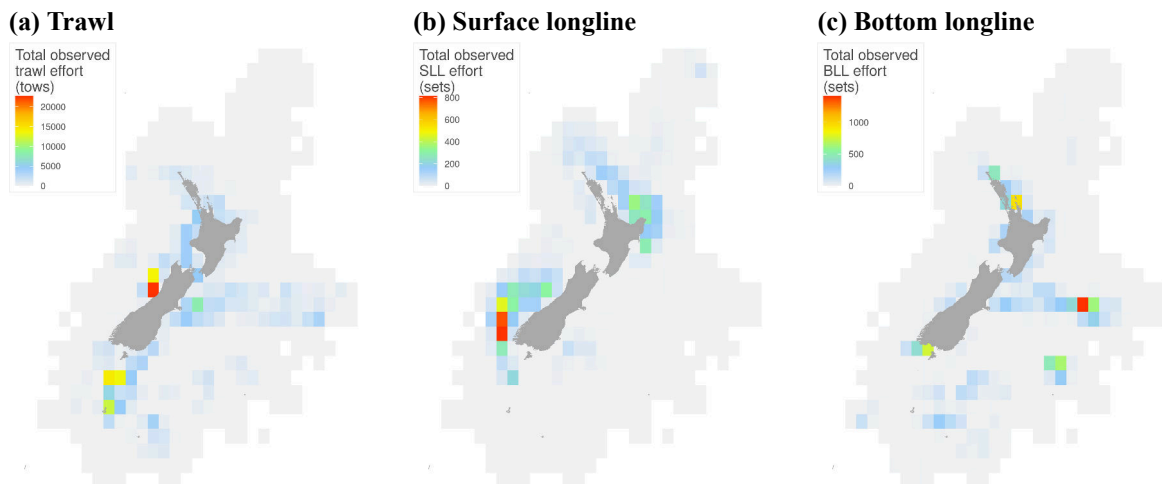 (a) Trawl
Total observed
trawl effort
(tows)
20000
15000
10000
5000
0
(b) Surface longline
Total observed
SLL effort
(sets)
800
600
400
200
0
(c) Bottom longline
Total observed
BLL effort
(sets)
1000
500
0